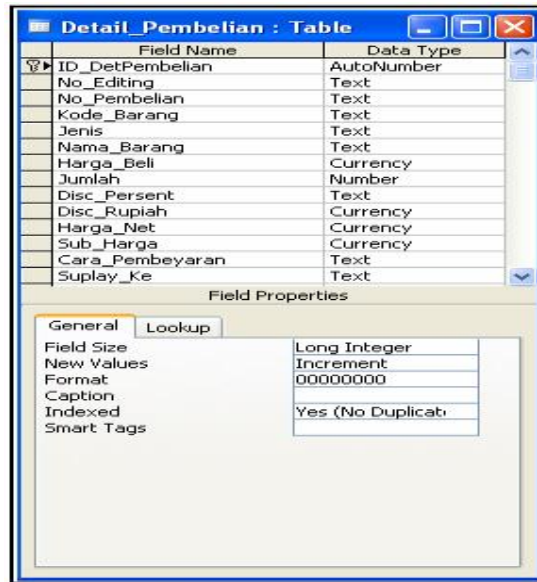 Detail_Pembelian : Table
Field Name Data Type
ID_DetPembelian AutoNumber
No_Editing Text
No_Pembelian Text
Kode_Barang Text
Jenis Text
Nama_Barang Text
Harga_Beli Currency
Jumlah Number
Disc_Persent Text
Disc_Rupiah Currency
Harga_Net Currency
Sub_Harga Currency
Cara_Pembeyaran Text
Suplay_Ke Text
Field Properties
General Lookup
Field Size Long Integer
New Values Increment
Format 00000000
Caption
Indexed Yes (No Duplicat
Smart Tags